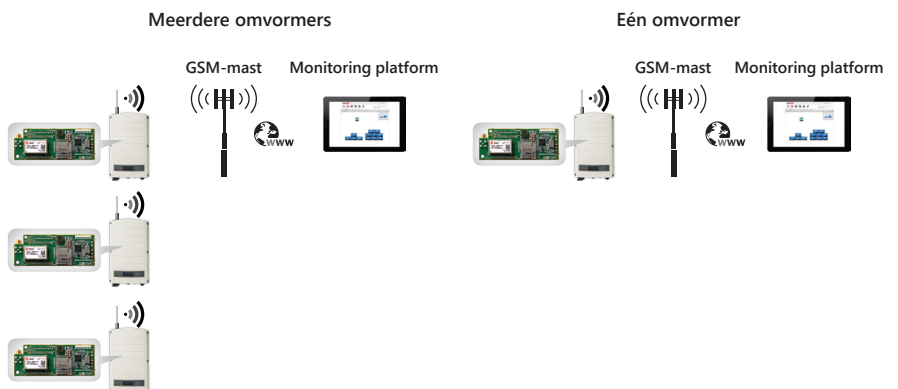 Meerdere omvormers
GSM-mast Monitoring platform
WWW
Eén omvormer
GSM-mast Monitoring platform
WWW